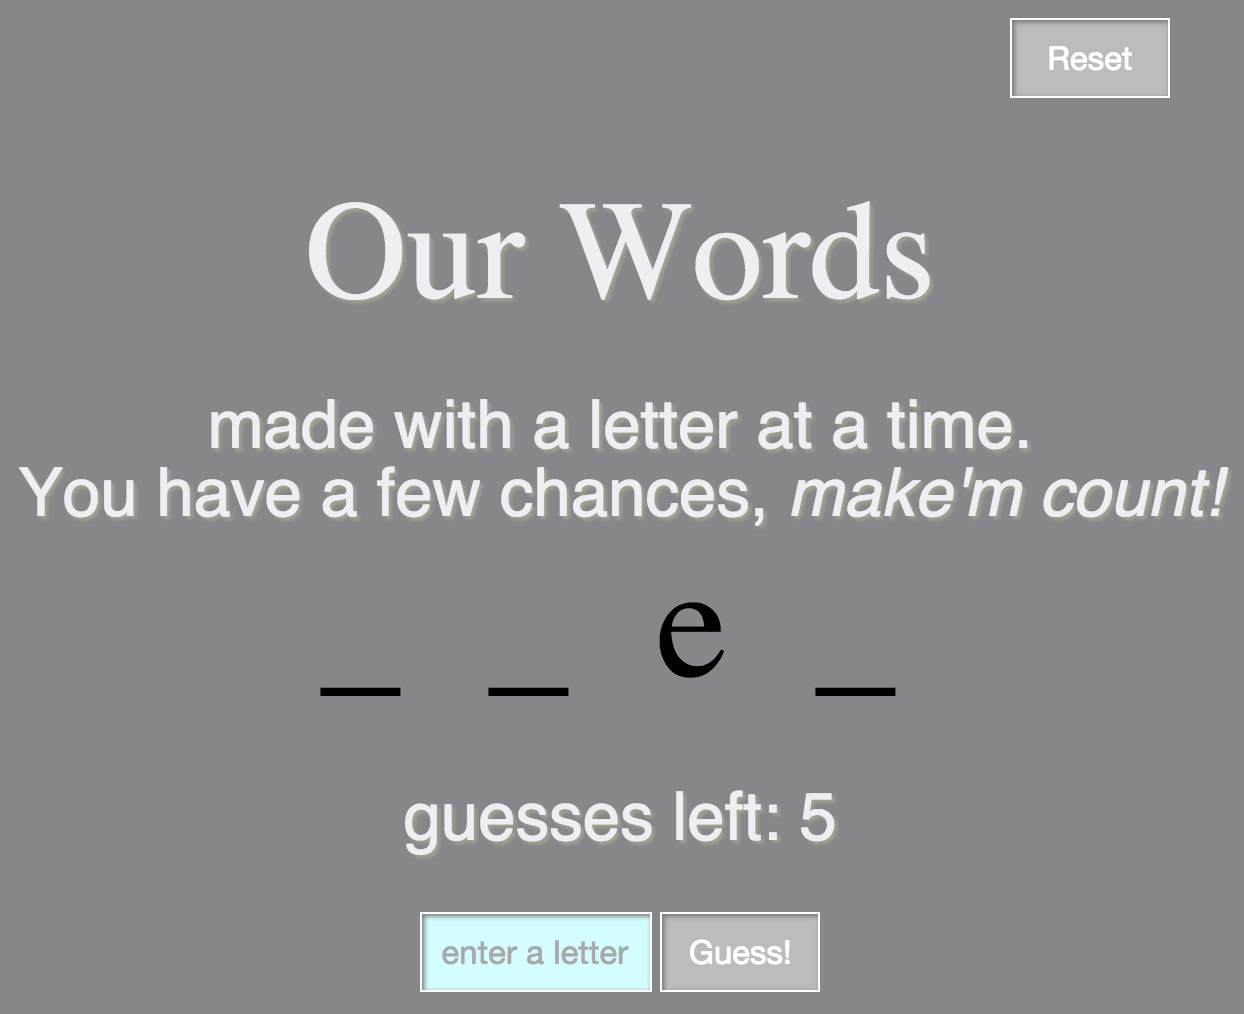 Reset
Our Words
made with a letter at a time.
You have a few chances, make'm count!
_ _ e _
guesses left: 5
enter a letter Guess!